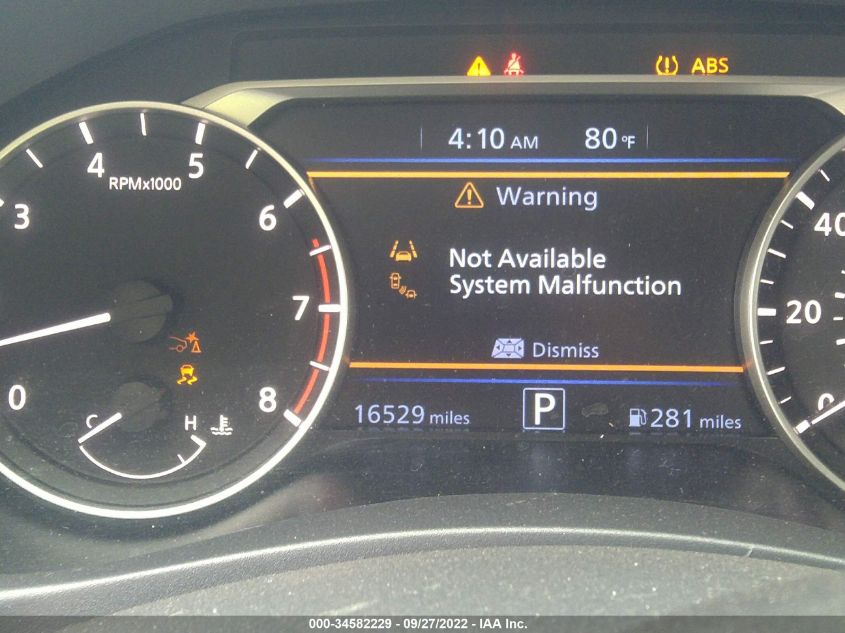 ABS
4:10 AM 80 °F
4 5
RPMx1000
Warning
3 6
40
Not Available
System Malfunction
7
20
Dismiss
0 8
0
C H
16529 miles P 281 miles
000-34582229 - 09/27/2022 - IAA Inc.